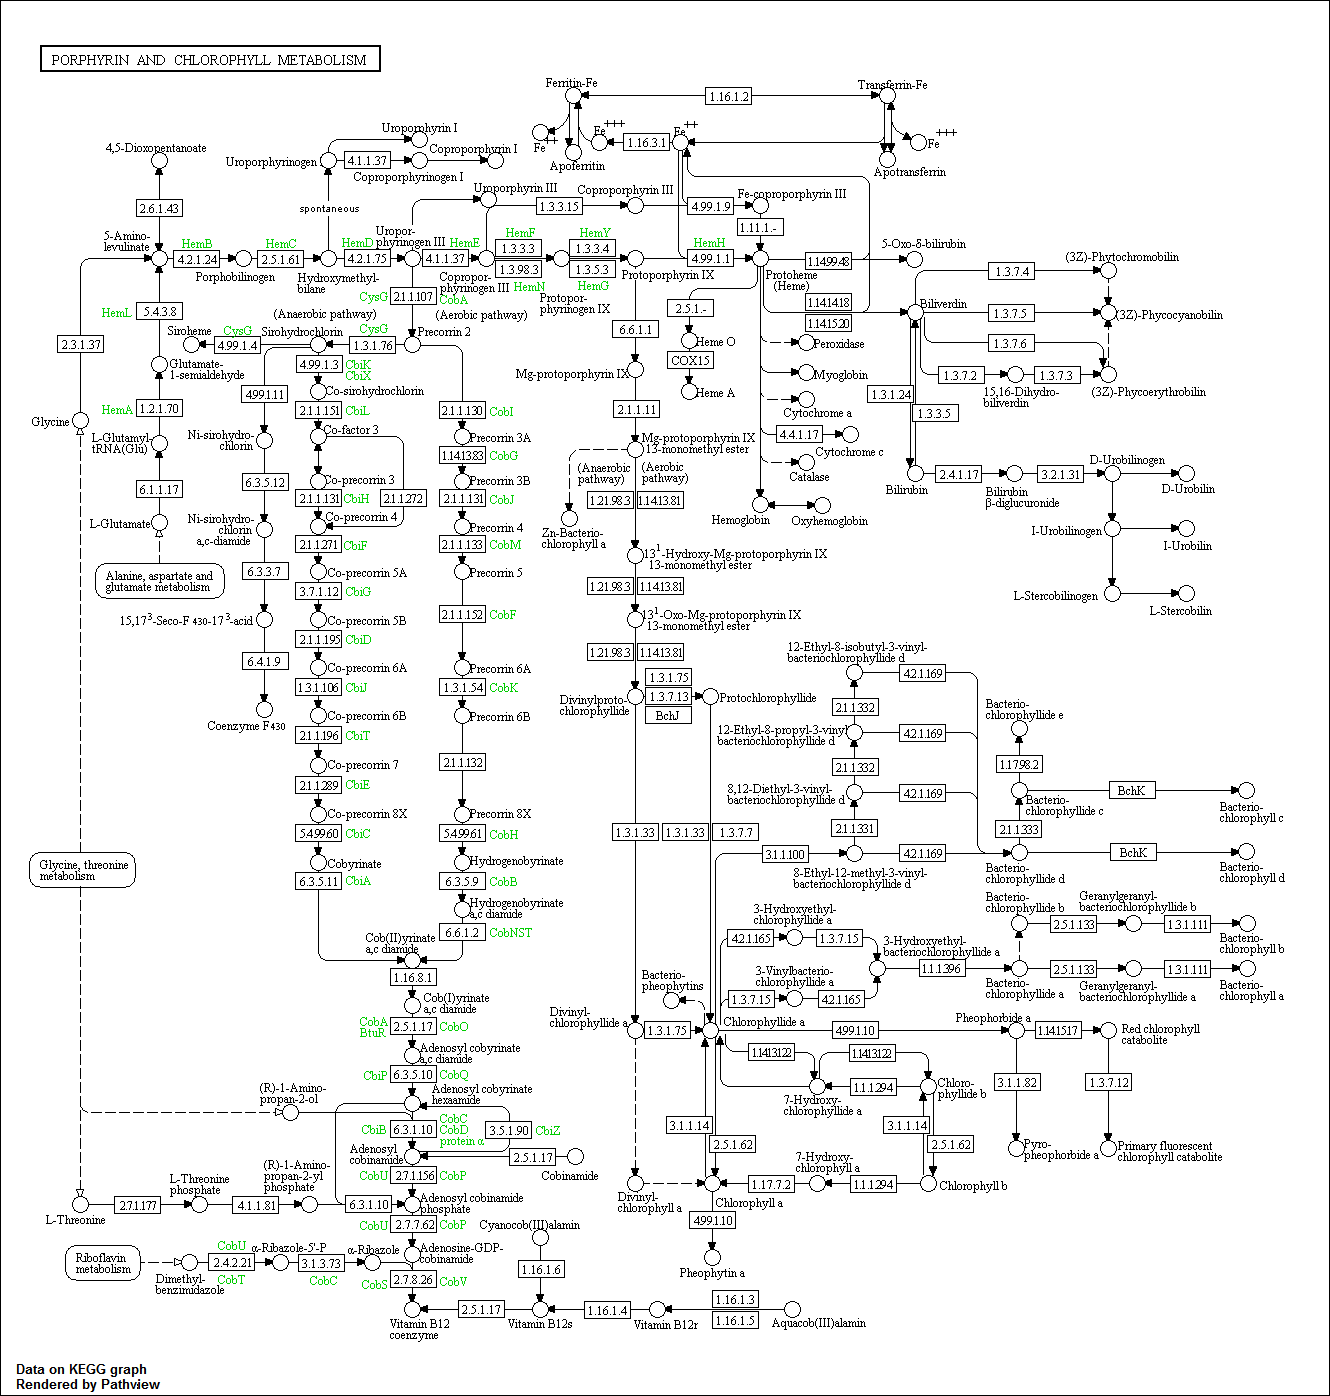 PORPHYRIN AND CHLOROPHYLL METABOLISM
Ferritin-Fe
1.16.1.2
Transferrin-Fe
Fe
++
Fe
+++
1.16.3.1
Fe
++
Fe
+++
Apoferritin
Apotransferrin
Uroporphyrin I
4,5-Dioxopentanoate
Uroporphyrinogen I
4.1.1.37
Coproporphyrin I
Coproporphyrinogen I
2.6.1.43
spontaneous
Uroporphyrin III
Coproporphyrin III
Fe-coproporphyrin III
1.3.3.15
4.99.1.9
1.11.1.-
5-Amino-
levulinate
HemB
4.2.1.24
Porphobilinogen
HemC
2.5.1.61
Hydroxymethyl-
bilane
HemD
4.2.1.75
Uropor-
phyrinogen III
HemE
4.1.1.37
Copropor-
phyrinogen III
HemF
1.3.3.3
1.3.98.3
HemN
Protopor-
phyrinogen IX
HemY
1.3.3.4
1.3.5.3
HemG
Protoporphyrin IX
HemH
4.99.1.1
Protoheme
(Heme)
1.14.99.48
5-Oxo-δ-bilirubin
1.14.14.18
1.14.15.20
Biliverdin
1.3.7.4
(3Z)-Phytochromobilin
1.3.7.5
(3Z)-Phycocyanobilin
1.3.7.6
1.3.7.2
15,16-Dihydro-
biliverdin
1.3.7.3
(3Z)-Phycoerythrobilin
1.3.1.24
1.3.3.5
Bilirubin
2.4.1.17
Bilirubin
β-diglucuronide
3.2.1.31
D-Urobilinogen
D-Urobilin
I-Urobilinogen
I-Urobilin
L-Stercobilinogen
L-Stercobilin
HemL
5.4.3.8
2.3.1.37
Glutamate-
1-semialdehyde
HemA
1.2.1.70
Glycine
L-Glutamyl-
tRNA(Glu)
6.1.1.17
L-Glutamate
Alanine, aspartate and
glutamate metabolism
CysG
2.1.1.107
CobA
(Anaerobic pathway)
(Aerobic pathway)
Siroheme
CysG
4.99.1.4
Sirohydrochlorin
CysG
1.3.1.76
Precorrin 2
4.99.1.3
CbiK
CbiX
Co-sirohydrochlorin
4.99.1.11
2.1.1.151
CbiL
Ni-sirohydro-
chlorin
Co-factor 3
6.3.5.12
Co-precorrin 3
2.1.1.131
CbiH
2.1.1.272
Ni-sirohydro-
chlorin
a,c-diamide
Co-precorrin 4
2.1.1.271
CbiF
6.3.3.7
Co-precorrin 5A
3.7.1.12
CbiG
15,17³-Seco-F 430-17³-acid
Co-precorrin 5B
2.1.1.195
CbiD
6.4.1.9
Co-precorrin 6A
1.3.1.106
CbiJ
Coenzyme F430
Co-precorrin 6B
2.1.1.196
CbiT
Co-precorrin 7
2.1.1.289
CbiE
Co-precorrin 8X
5.4.99.60
CbiC
Cobyrinate
6.3.5.11
CbiA
2.1.1.130
CobI
Precorrin 3A
1.14.13.83
CobG
Precorrin 3B
2.1.1.131
CobJ
Precorrin 4
2.1.1.133
CobM
Precorrin 5
2.1.1.152
CobF
Precorrin 6A
1.3.1.54
CobK
Precorrin 6B
2.1.1.132
Precorrin 8X
5.4.99.61
CobH
Hydrogenobyrinate
6.3.5.9
CobB
Hydrogenobyrinate
a,c diamide
6.6.1.2
CobNST
Cob(II)yrinate
a,c diamide
1.16.8.1
Cob(I)yrinate
a,c diamide
CobA
BtuR
2.5.1.17
CobO
Adenosyl cobyrinate
a,c diamide
CbiP
6.3.5.10
CobQ
Adenosyl cobyrinate
hexaamide
CbiB
6.3.1.10
CobC
CobD
protein α
3.5.1.90
CbiZ
Adenosyl
cobinamide
2.5.1.17
Cobinamide
CobU
2.7.1.156
CobP
Adenosyl cobinamide
phosphate
CobU
2.7.7.62
CobP
Adenosine-GDP-
cobinamide
CobS
2.7.8.26
CobV
Vitamin B12
coenzyme
2.5.1.17
Vitamin B12s
Cyanocob(III)alamin
1.16.1.6
1.16.1.4
Vitamin B12r
1.16.1.3
1.16.1.5
Aquacob(III)alamin
Glycine, threonine
metabolism
(R)-1-Amino-
propan-2-ol
L-Threonine
2.7.1.177
L-Threonine
phosphate
4.1.1.81
(R)-1-Amino-
propan-2-yl
phosphate
6.3.1.10
Riboflavin
metabolism
Dimethyl-
benzimidazole
CobU
2.4.2.21
CobT
α-Ribazole-5'-P
3.1.3.73
CobC
α-Ribazole
2.5.1.-
Heme O
COX15
Heme A
6.6.1.1
Mg-protoporphyrin IX
2.1.1.11
Mg-protoporphyrin IX
13-monomethyl ester
(Anaerobic
pathway)
(Aerobic
pathway)
1.21.98.3
1.14.13.81
Zn-Bacterio-
chlorophyll a
13¹-Hydroxy-Mg-protoporphyrin IX
13-monomethyl ester
1.21.98.3
1.14.13.81
13¹-Oxo-Mg-protoporphyrin IX
13-monomethyl ester
1.21.98.3
1.14.13.81
Peroxidase
Myoglobin
Cytochrome a
4.4.1.17
Cytochrome c
Catalase
Hemoglobin
Oxyhemoglobin
Divinylproto-
chlorophyllide
1.3.1.75
1.3.7.13
BchJ
Protochlorophyllide
1.3.1.33
1.3.1.33
1.3.7.7
12-Ethyl-8-isobutyl-3-vinyl-
bacteriochlorophyllide d
4.2.1.169
2.1.1.332
12-Ethyl-8-propyl-3-vinyl
bacteriochlorophyllide d
4.2.1.169
2.1.1.332
8,12-Diethyl-3-vinyl-
bacteriochlorophyllide d
4.2.1.169
2.1.1.331
3.1.1.100
8-Ethyl-12-methyl-3-vinyl-
bacteriochlorophyllide d
4.2.1.169
Bacterio-
chlorophyllide e
1.17.98.2
Bacterio-
chlorophyllide c
BchK
Bacterio-
chlorophyll c
2.1.1.333
Bacterio-
chlorophyllide d
BchK
Bacterio-
chlorophyll d
3-Hydroxyethyl-
chlorophyllide a
4.2.1.165
1.3.7.15
3-Hydroxyethyl-
bacteriochlorophyllide a
3-Vinylbacterio-
chlorophyllide a
1.3.7.15
4.2.1.165
1.1.1.396
Bacterio-
chlorophyllide b
2.5.1.133
Geranylgeranyl-
bacteriochlorophyllide b
1.3.1.111
Bacterio-
chlorophyll b
Bacterio-
chlorophyllide a
2.5.1.133
Geranylgeranyl-
bacteriochlorophyllide a
1.3.1.111
Bacterio-
chlorophyll a
Bacterio-
pheophytins
Divinyl-
chlorophyllide a
1.3.1.75
Chlorophyllide a
4.99.1.10
Pheophorbide a
1.14.15.17
Red chlorophyll
catabolite
1.14.13.122
1.14.13.122
7-Hydroxy-
chlorophyllide a
1.1.1.294
Chloro-
phyllide b
3.1.1.82
1.3.7.12
Pyro-
pheophorbide a
Primary fluorescent
chlorophyll catabolite
3.1.1.14
2.5.1.62
3.1.1.14
2.5.1.62
Divinyl-
chlorophyll a
Chlorophyll a
1.17.7.2
7-Hydroxy-
chlorophyll a
1.1.1.294
Chlorophyll b
4.99.1.10
Pheophytin a
Data on KEGG graph
Rendered by Pathview